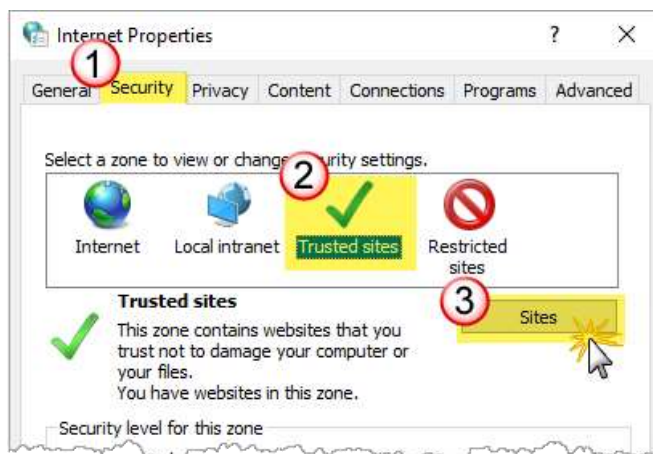 Internet Properties
?
1
General Security Privacy Content Connections Programs Advanced
Select a zone to view or change security settings.
2
Internet Local intranet Trusted sites Restricted
sites
Trusted sites
3
Sites
This zone contains websites that you
trust not to damage your computer or
your files.
You have websites in this zone.
Security level for this zone